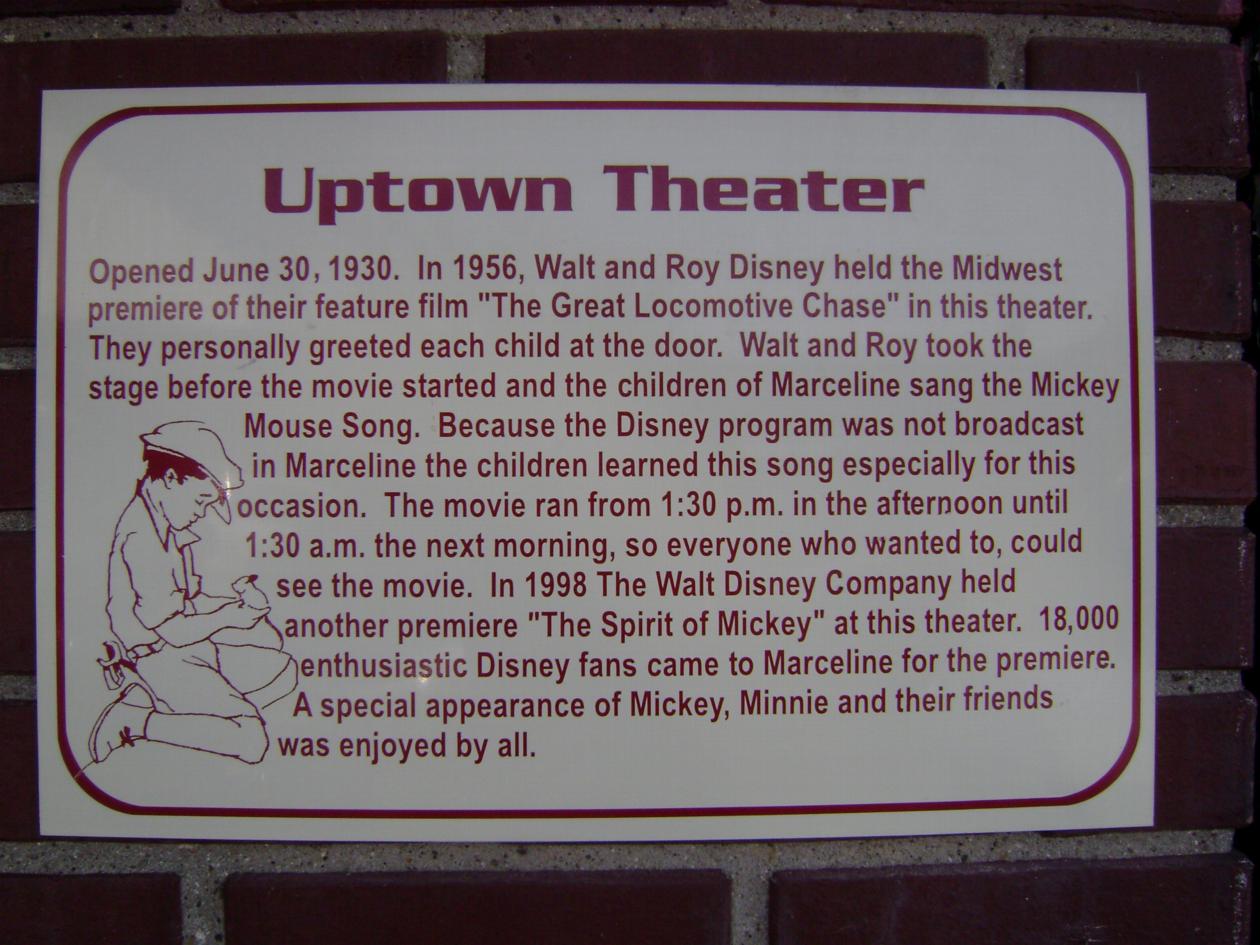 Uptown Theater
Opened June 30, 1930. In 1956, Walt and Roy Disney held the Midwest
premiere of their feature film "The Great Locomotive Chase" in this theater.
They personally greeted each child at the door. Walt and Roy took the
stage before the movie started and the children of Marceline sang the Mickey
Mouse Song. Because the Disney program was not broadcast
in Marceline the children learned this song especially for this
occasion. The movie ran from 1:30 p.m. in the afternoon until
1:30 a.m. the next morning, so everyone who wanted to, could
see the movie. In 1998 The Walt Disney Company held
another premiere "The Spirit of Mickey" at this theater. 18,000
enthusiastic Disney fans came to Marceline for the premiere.
A special appearance of Mickey, Minnie and their friends
was enjoyed by all.